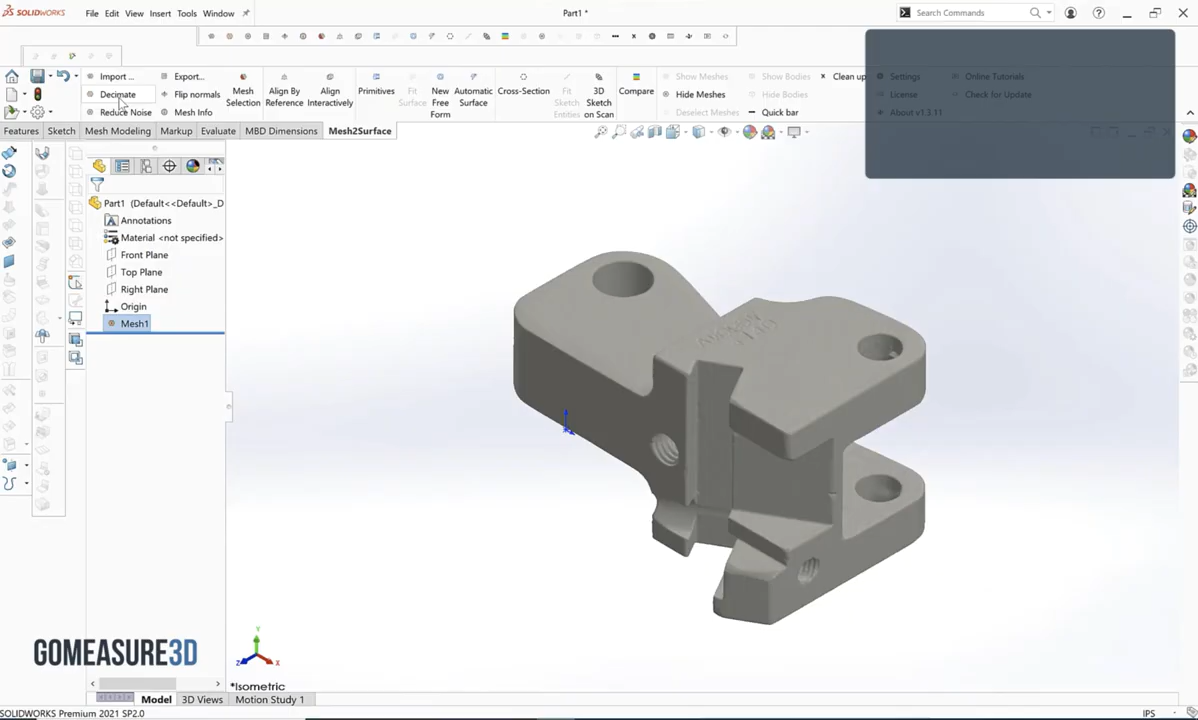 SOLIDWORKS File Edit View Insert Tools Window Part1 * Search Commands
Import ... Export... Show Meshes Show Bodies Clean up Settings Online Tutorials
Decimate Flip normals Mesh Selection Align By Reference Align Interactively Primitives Fit Surface New Free Form Automatic Surface Cross-Section Fit Sketch Entities 3D Sketch on Scan Compare Hide Meshes Hide Bodies License Check for Update
Reduce Noise Mesh Info Deselect Meshes Quick bar About v1.3.11
Features Sketch Mesh Modeling Markup Evaluate MBD Dimensions Mesh2Surface
Part1 (Default<<Default>_D
Annotations
Material <not specified>
Front Plane
Top Plane
Right Plane
Origin
Mesh1
GOMEASURE3D
Y
Z X
*Isometric
Model 3D Views Motion Study 1
SOLIDWORKS Premium 2021 SP2.0 IPS